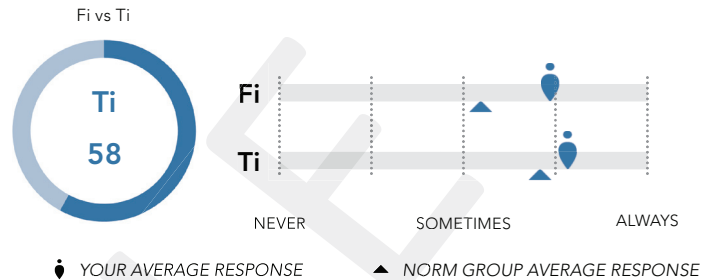 Fi vs Ti
Ti
58
Fi
Ti
NEVER SOMETIMES ALWAYS
YOUR AVERAGE RESPONSE NORM GROUP AVERAGE RESPONSE